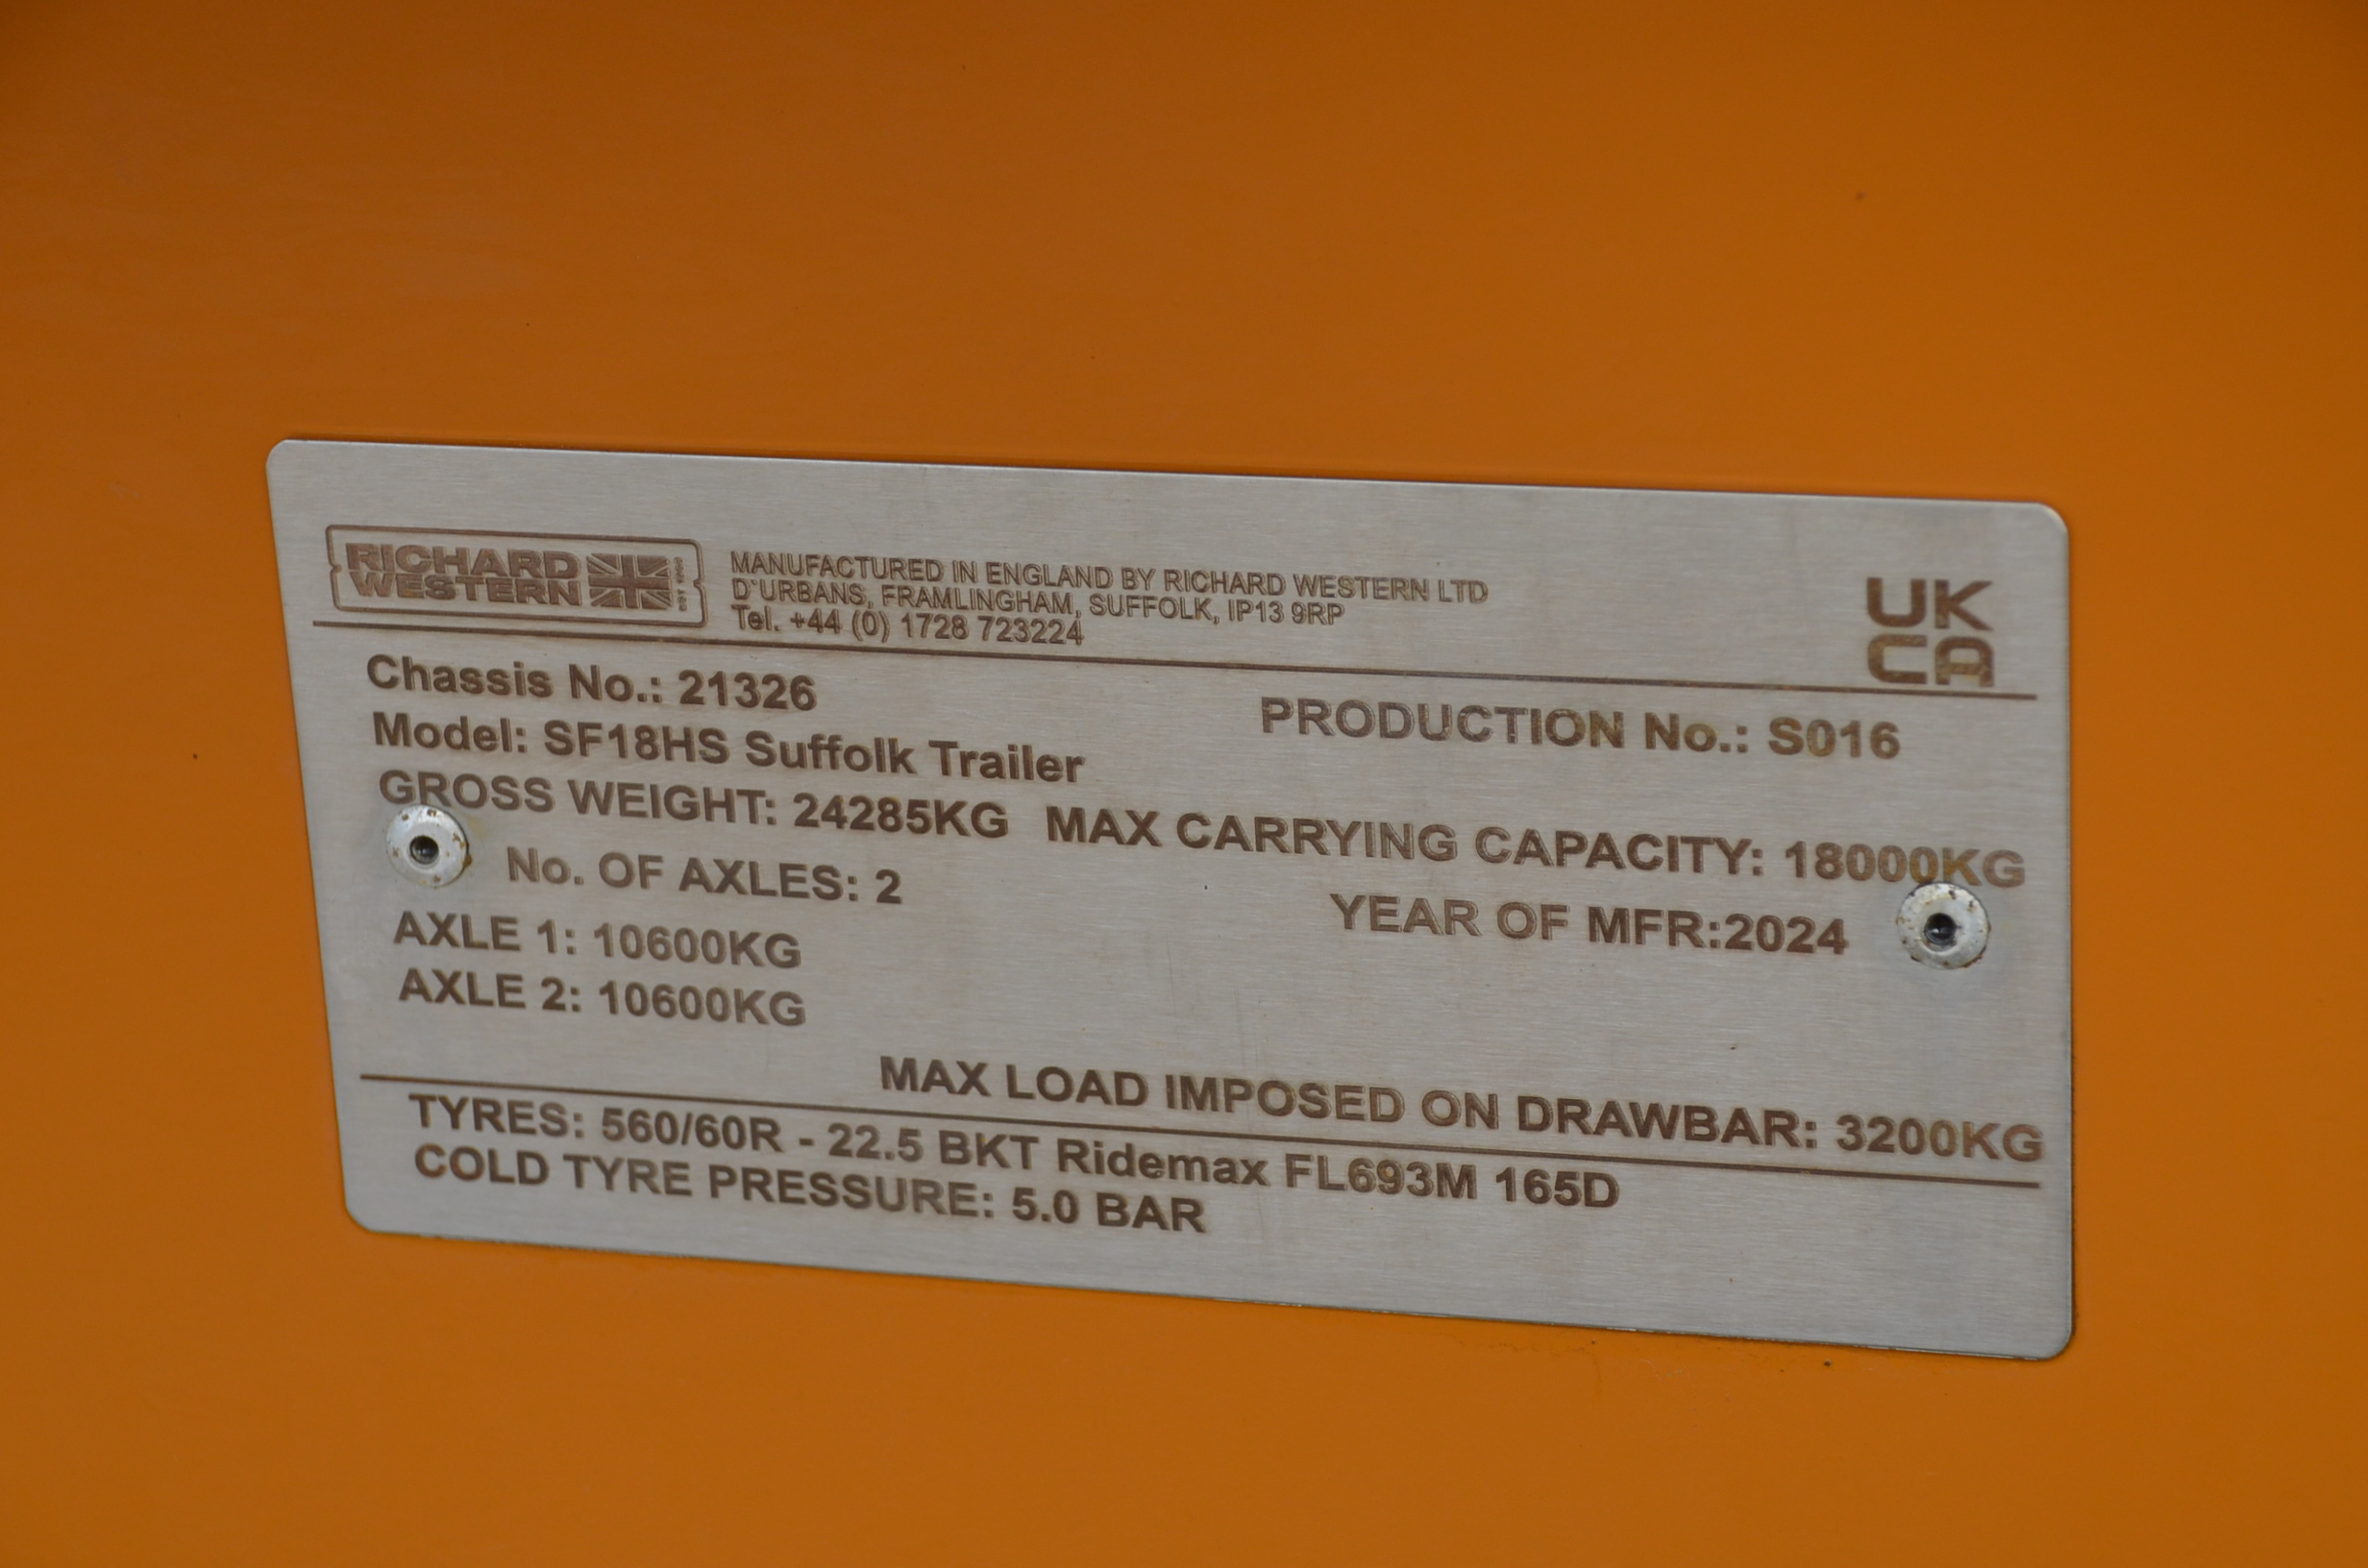 RICHARD
WESTERN
MANUFACTURED IN ENGLAND BY RICHARD WESTERN LTD
D'URBANS, FRAMLINGHAM, SUFFOLK, IP13 9RP
Tel. +44 (0) 1728 723224
UK
CA
Chassis No.: 21326
PRODUCTION No.: S016
Model: SF18HS Suffolk Trailer
GROSS WEIGHT: 24285KG MAX CARRYING CAPACITY: 18000KG
No. OF AXLES: 2
YEAR OF MFR:2024
AXLE 1: 10600KG
AXLE 2: 10600KG
MAX LOAD IMPOSED ON DRAWBAR: 3200KG
TYRES: 560/60R - 22.5 BKT Ridemax FL693M 165D
COLD TYRE PRESSURE: 5.0 BAR